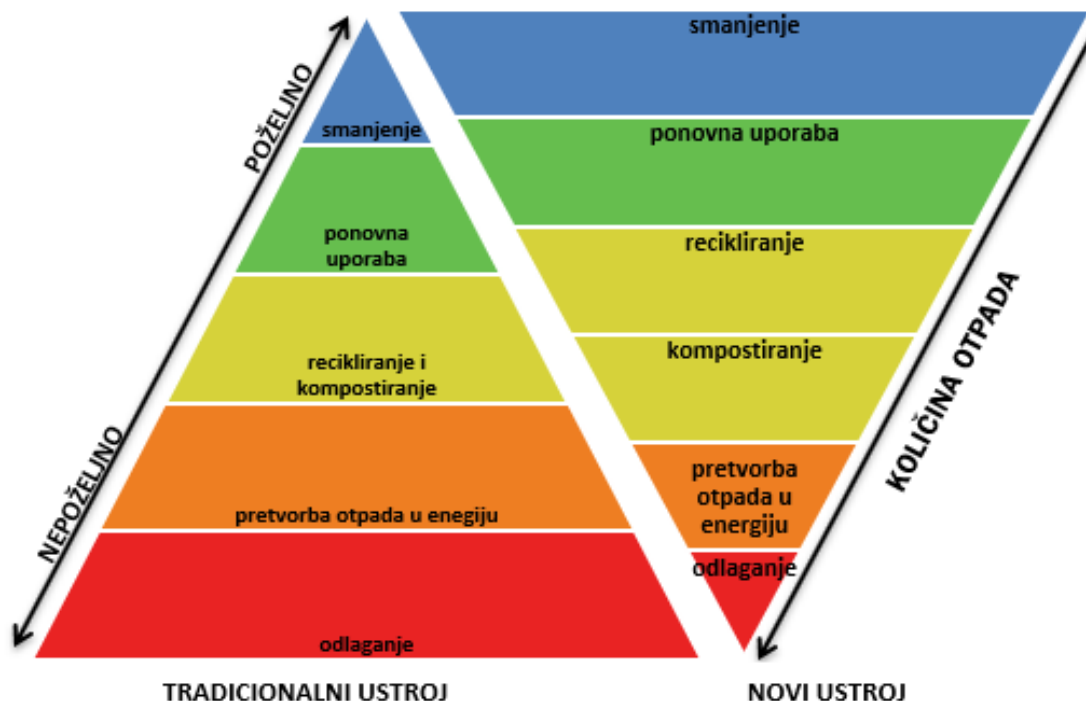 POŽELJNO
NEPOŽELJNO
smanjenje
ponovna
uporaba
recikliranje i
kompostiranje
pretvorba otpada u enegiju
odlaganje
TRADICIONALNI USTROJ
smanjenje
ponovna uporaba
recikliranje
kompostiranje
pretvorba
otpada u
energiju
odlaganje
KOLIČINA OTPADA
NOVI USTROJ